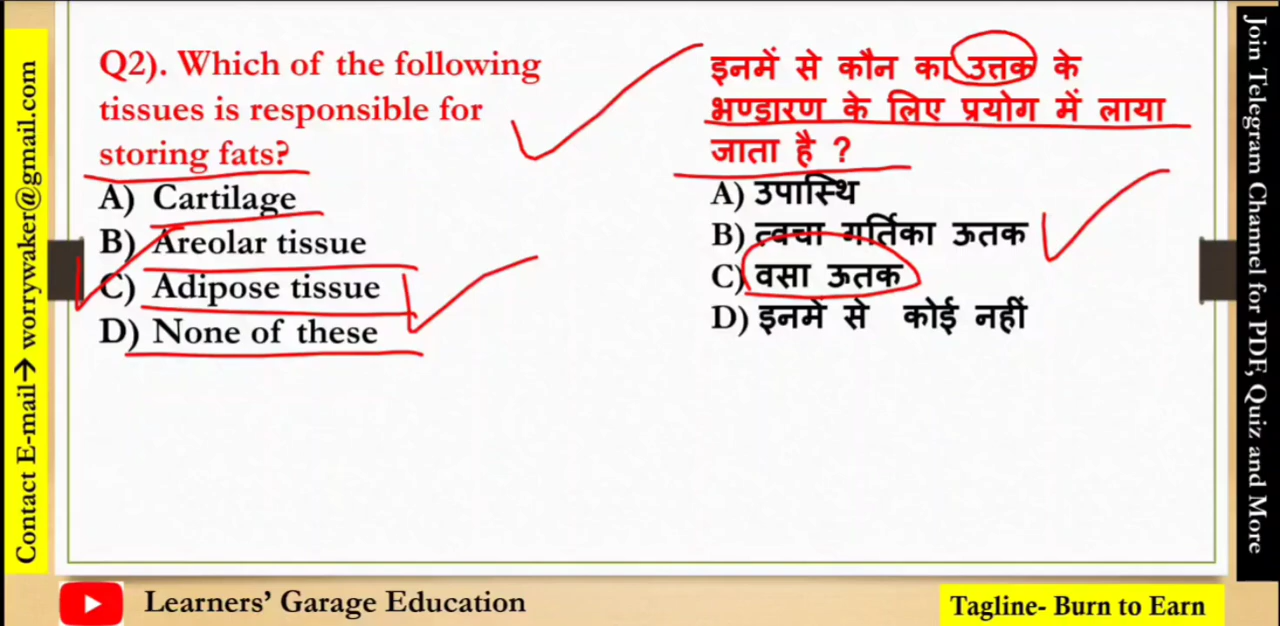 Q2). Which of the following
tissues is responsible for
storing fats?
A) Cartilage
B) Areolar tissue
C) Adipose tissue
D) None of these
इनमें से कौन का उत्तक के
भण्डारण के लिए प्रयोग में लाया
जाता है ?
A) उपास्थि
B) त्वचा गर्तिका ऊतक
C) वसा ऊतक
D) इनमें से कोई नहीं
Contact E-mail→ worrywaker@gmail.com
Join Telegram Channel for PDF, Quiz and More
Learners' Garage Education
Tagline- Burn to Earn